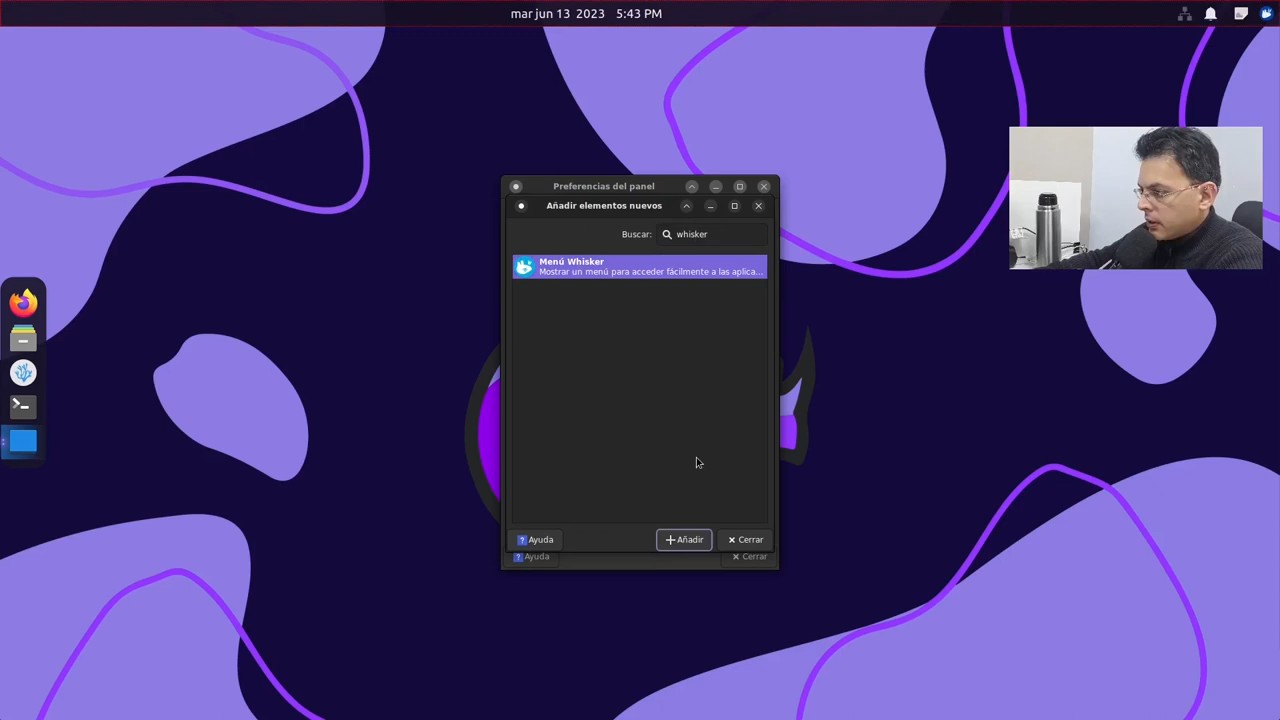 mar jun 13 2023 5:43 PM
Preferencias del panel
Añadir elementos nuevos
Buscar: whisker
Menú Whisker
Mostrar un menú para acceder fácilmente a las aplica...
? Ayuda + Añadir × Cerrar
? Ayuda × Cerrar